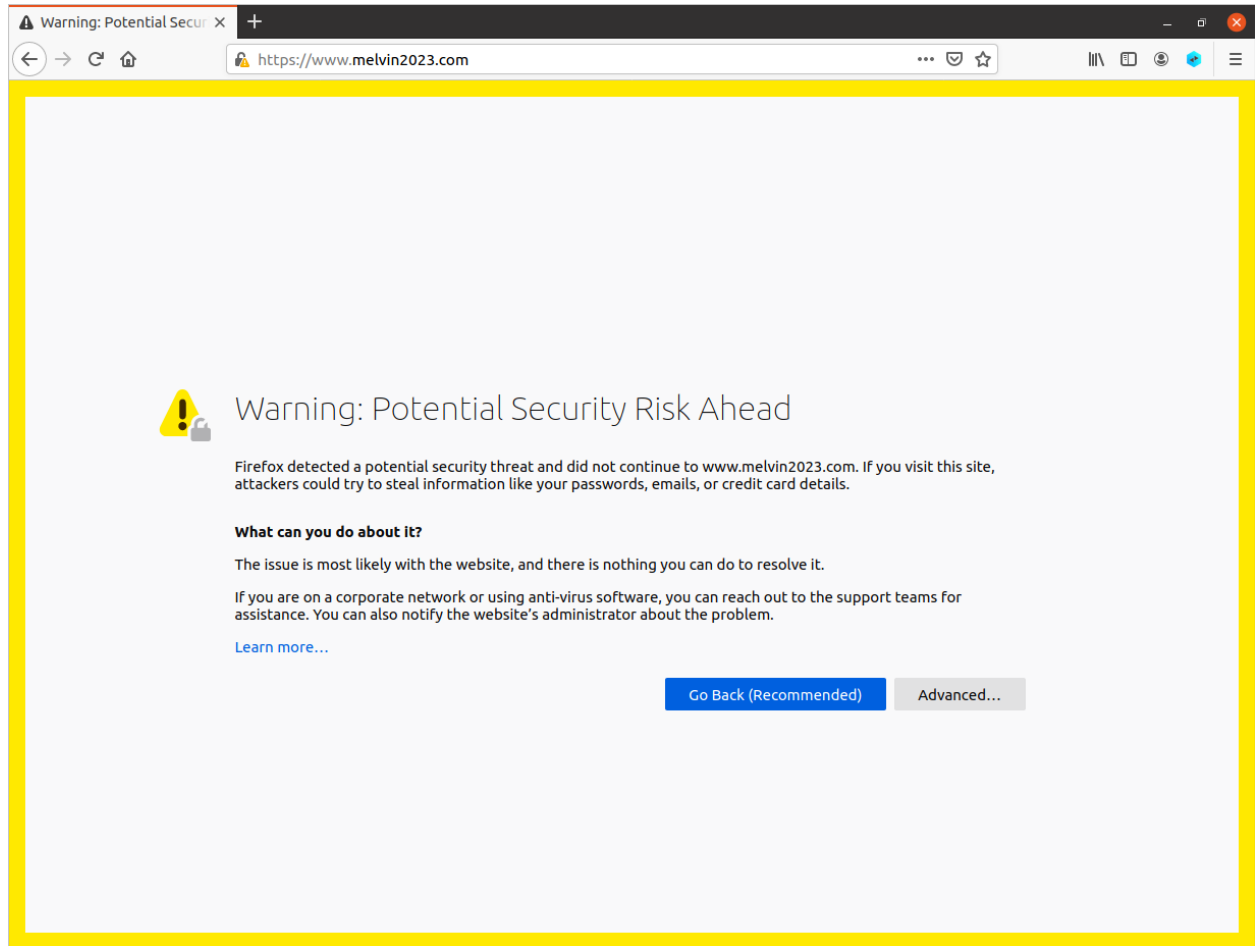 Warning: Potential Secur
https://www.melvin2023.com
Warning: Potential Security Risk Ahead
Firefox detected a potential security threat and did not continue to www.melvin2023.com. If you visit this site,
attackers could try to steal information like your passwords, emails, or credit card details.
What can you do about it?
The issue is most likely with the website, and there is nothing you can do to resolve it.
If you are on a corporate network or using anti-virus software, you can reach out to the support teams for
assistance. You can also notify the website’s administrator about the problem.
Learn more…
Go Back (Recommended) Advanced…